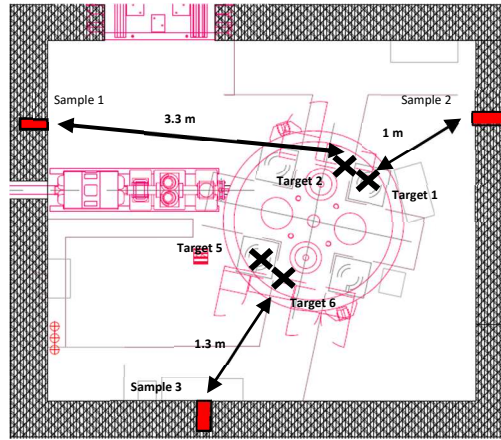 Sample 1
Sample 2
3.3 m
1 m
Target 2
Target 1
Target 5
Target 6
1.3 m
Sample 3